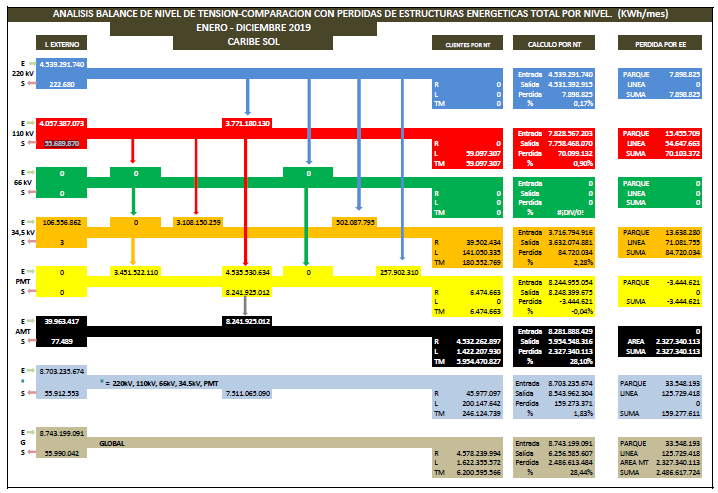 ANALISIS BALANCE DE NIVEL DE TENSION-COMPARACION CON PERDIDAS DE ESTRUCTURAS ENERGETICAS TOTAL POR NIVEL. (KWh/mes)
ENERO - DICIEMBRE 2019
L EXTERNO CARIBE SOL CLIENTES POR NT CALCULO POR NT PERDIDA POR EE
E 4.539.291.740 Entrada 4.539.291.740 PARQUE 7.898.825
220 kV R 0 Salida 4.531.392.915 LINEA 0
S 222.680 L 0 Perdida 7.898.825 SUMA 7.898.825
TM 0 % 0,17%
E 4.057.387.073 3.771.180.130 Entrada 7.828.567.203 PARQUE 15.455.709
110 kV R 0 Salida 7.758.468.070 LINEA 54.647.663
S 55.689.870 L 59.097.307 Perdida 70.099.132 SUMA 70.103.372
TM 59.097.307 % 0,90%
E 0 0 0 Entrada 0 PARQUE 0
66 kV R 0 Salida 0 LINEA 0
S 0 L 0 Perdida 0 SUMA 0
TM 0 % #¡DIV/0!
E 106.556.862 0 3.108.150.259 502.087.795 Entrada 3.716.794.916 PARQUE 13.638.280
34,5 kV R 39.502.434 Salida 3.632.074.881 LINEA 71.081.755
S 3 L 141.050.335 Perdida 84.720.034 SUMA 84.720.034
TM 180.552.769 % 2,28%
E 0 3.451.522.110 4.535.530.634 0 257.902.310 Entrada 8.244.955.054 PARQUE -3.444.621
PMT R 6.474.663 Salida 8.248.399.675 LINEA 0
S 0 8.241.925.012 L 0 Perdida -3.444.621 SUMA -3.444.621
TM 6.474.663 % -0,04%
E 39.963.417 8.241.925.012 Entrada 8.281.888.429 0
AMT R 4.532.262.897 Salida 5.954.548.316 AREA 2.327.340.113
S 77.489 L 1.422.207.930 Perdida 2.327.340.113 SUMA 2.327.340.113
TM 5.954.470.827 % 28,10%
E 8.703.235.674 Entrada 8.703.235.674 PARQUE 33.548.193
* * = 220kV, 110kV, 66kV, 34.5kV, PMT R 45.977.097 Salida 8.543.962.304 LINEA 125.729.418
S 55.912.553 7.511.065.090 L 200.147.642 Perdida 159.273.371 0
TM 246.124.739 % 1,83% SUMA 159.277.611
E 8.743.199.091 Entrada 8.743.199.091 PARQUE 33.548.193
G GLOBAL R 4.578.239.994 Salida 6.256.585.607 LINEA 125.729.418
S 55.990.042 L 1.622.355.572 Perdida 2.486.613.484 AREA MT 2.327.340.113
TM 6.200.595.566 % 28,44% SUMA 2.486.617.724